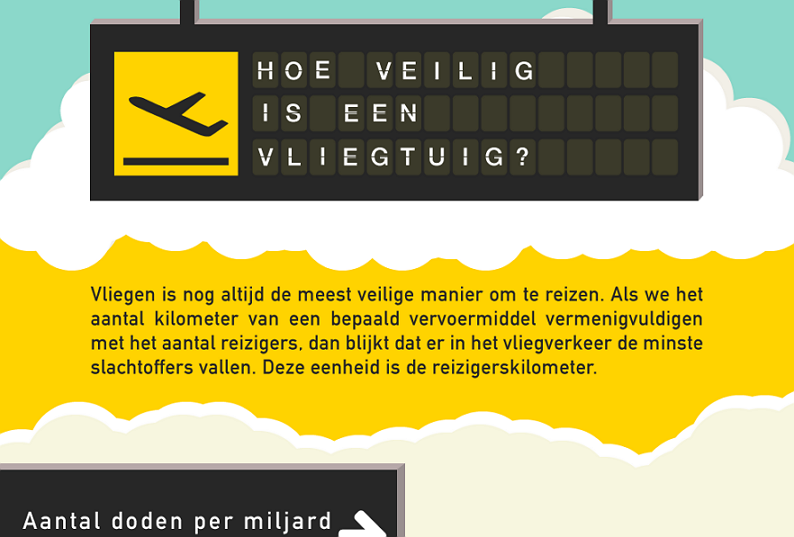 HOE VEILIG
IS EEN
VLIEGTUIG?
Vliegen is nog altijd de meest veilige manier om te reizen. Als we het
aantal kilometer van een bepaald vervoermiddel vermenigvuldigen
met het aantal reizigers, dan blijkt dat er in het vliegverkeer de minste
slachtoffers vallen. Deze eenheid is de reizigerskilometer.
Aantal doden per miljard